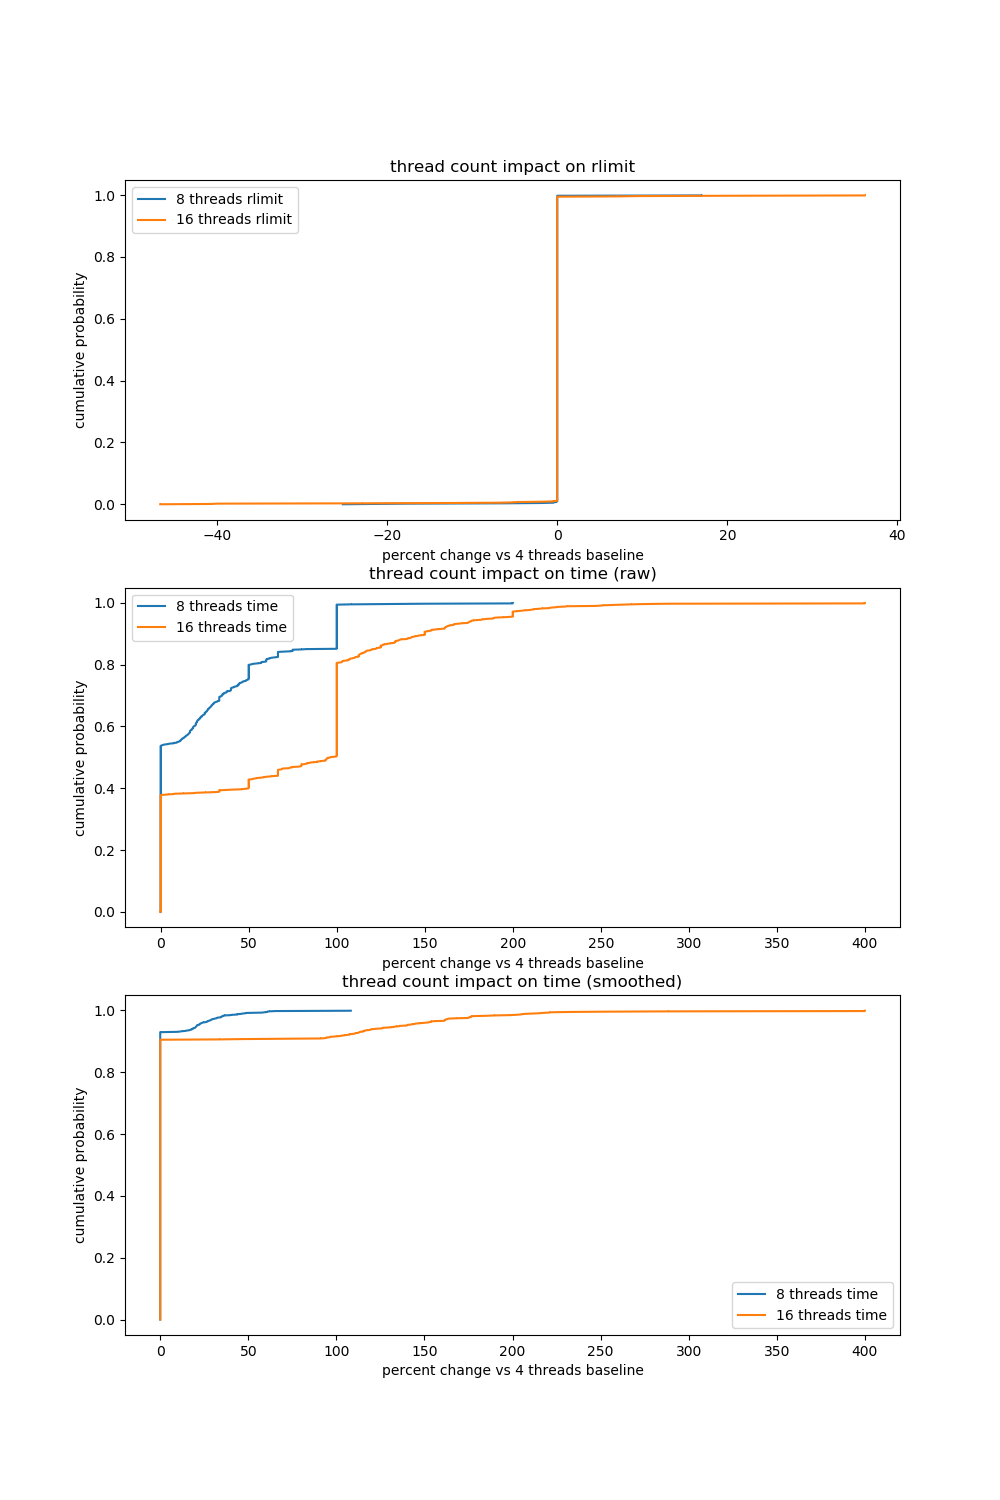 thread count impact on rlimit
8 threads rlimit
16 threads rlimit
1.0
0.8
0.6
0.4
0.2
0.0
cumulative probability
−40
−20
0
20
40
percent change vs 4 threads baseline
thread count impact on time (raw)
8 threads time
16 threads time
1.0
0.8
0.6
0.4
0.2
0.0
cumulative probability
0
50
100
150
200
250
300
350
400
percent change vs 4 threads baseline
thread count impact on time (smoothed)
1.0
0.8
0.6
0.4
0.2
0.0
cumulative probability
8 threads time
16 threads time
0
50
100
150
200
250
300
350
400
percent change vs 4 threads baseline